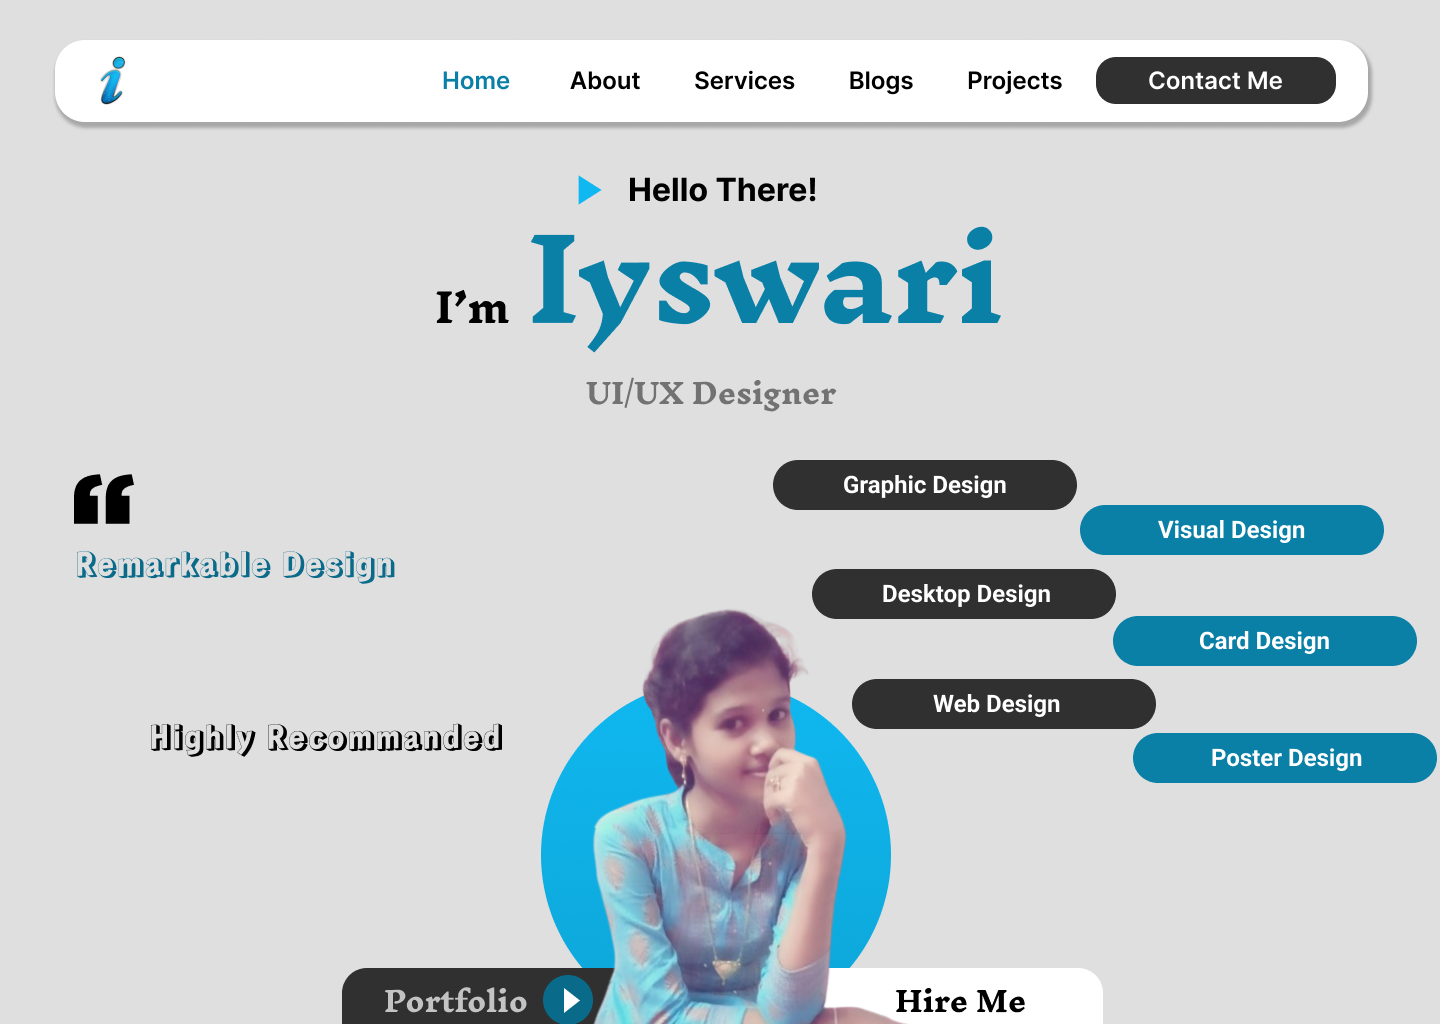 i
Home About Services Blogs Projects Contact Me
Hello There!
I’m Iyswari
UI/UX Designer
“
Graphic Design
Visual Design
Remarkable Design
Desktop Design
Card Design
Web Design
Highly Recommanded
Poster Design
Portfolio
Hire Me